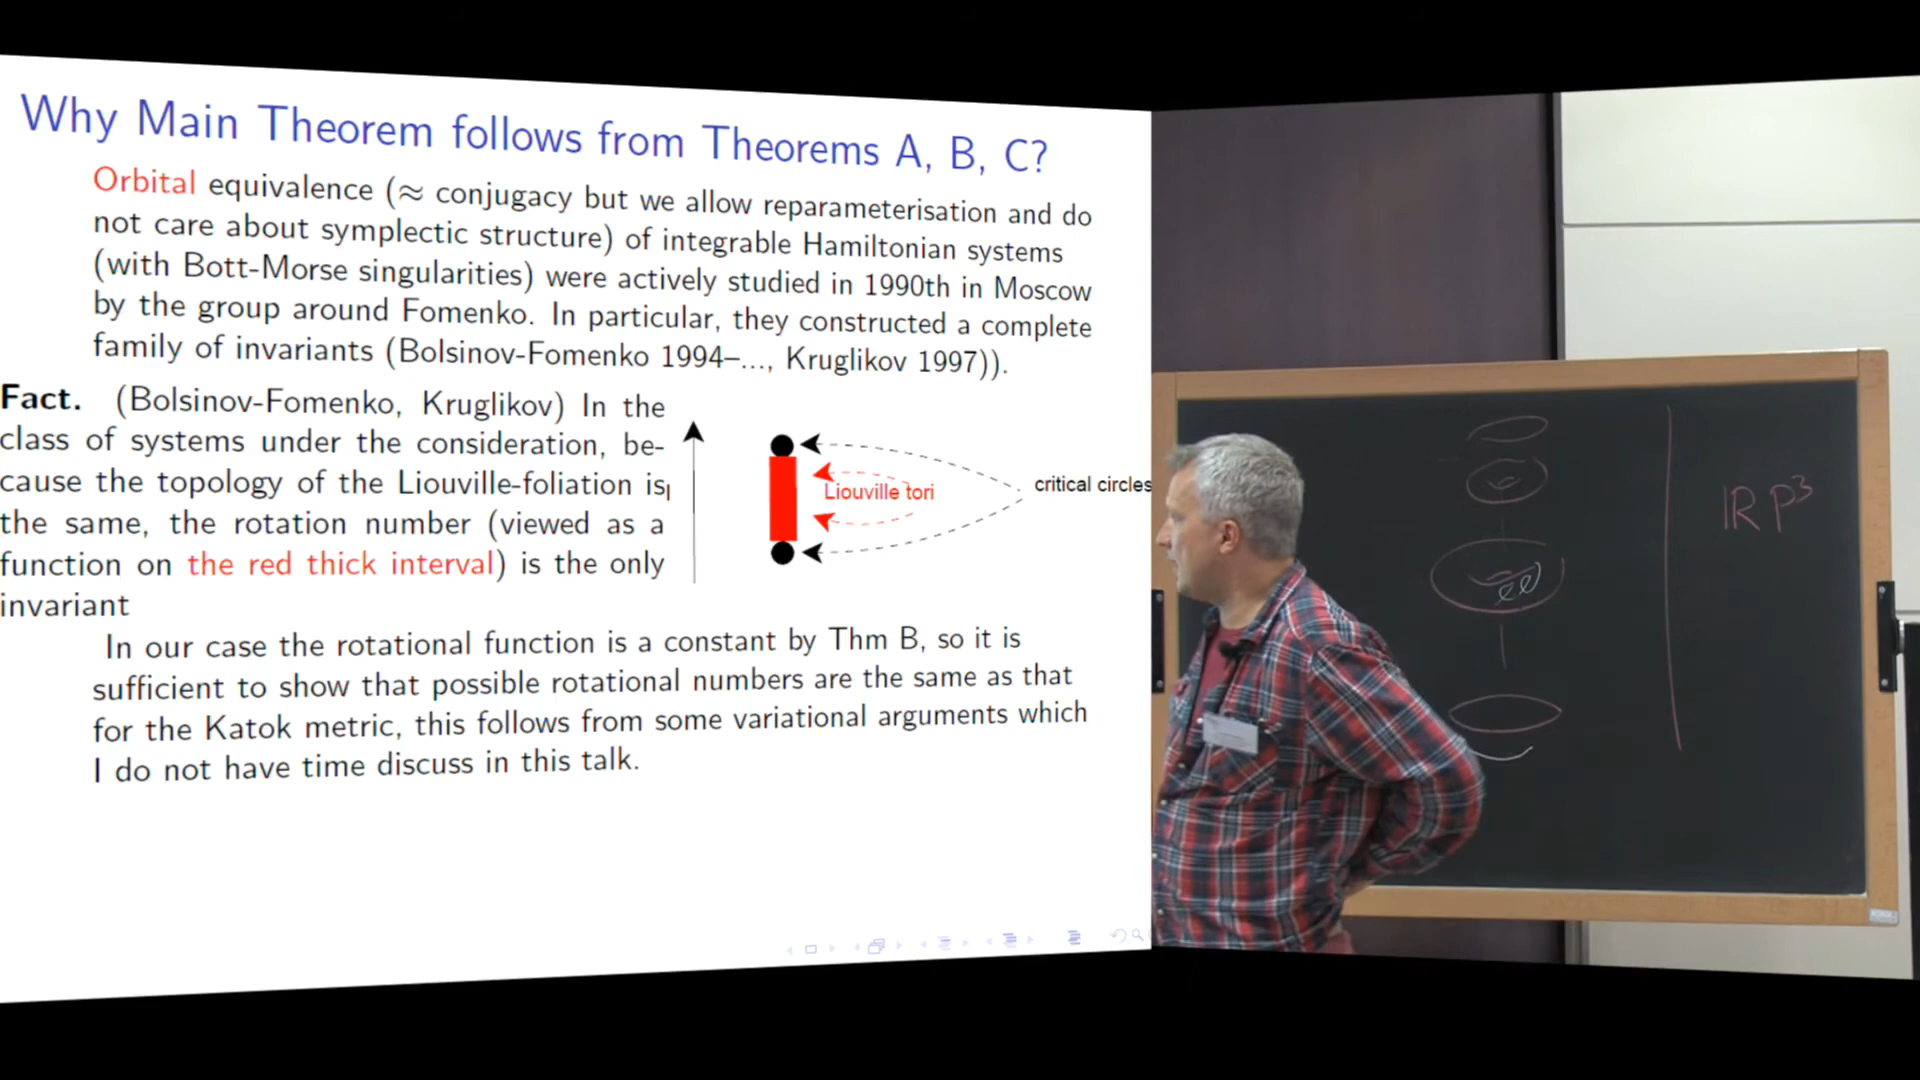 Why Main Theorem follows from Theorems A, B, C?
Orbital equivalence (≈ conjugacy but we allow reparameterisation and do
not care about symplectic structure) of integrable Hamiltonian systems
(with Bott-Morse singularities) were actively studied in 1990th in Moscow
by the group around Fomenko. In particular, they constructed a complete
family of invariants (Bolsinov-Fomenko 1994–..., Kruglikov 1997)).
Fact. (Bolsinov-Fomenko, Kruglikov) In the
class of systems under the consideration, be-
cause the topology of the Liouville-foliation is
the same, the rotation number (viewed as a
function on the red thick interval) is the only
invariant
Liouville tori
critical circles
In our case the rotational function is a constant by Thm B, so it is
sufficient to show that possible rotational numbers are the same as that
for the Katok metric, this follows from some variational arguments which
I do not have time discuss in this talk.
ℝP³